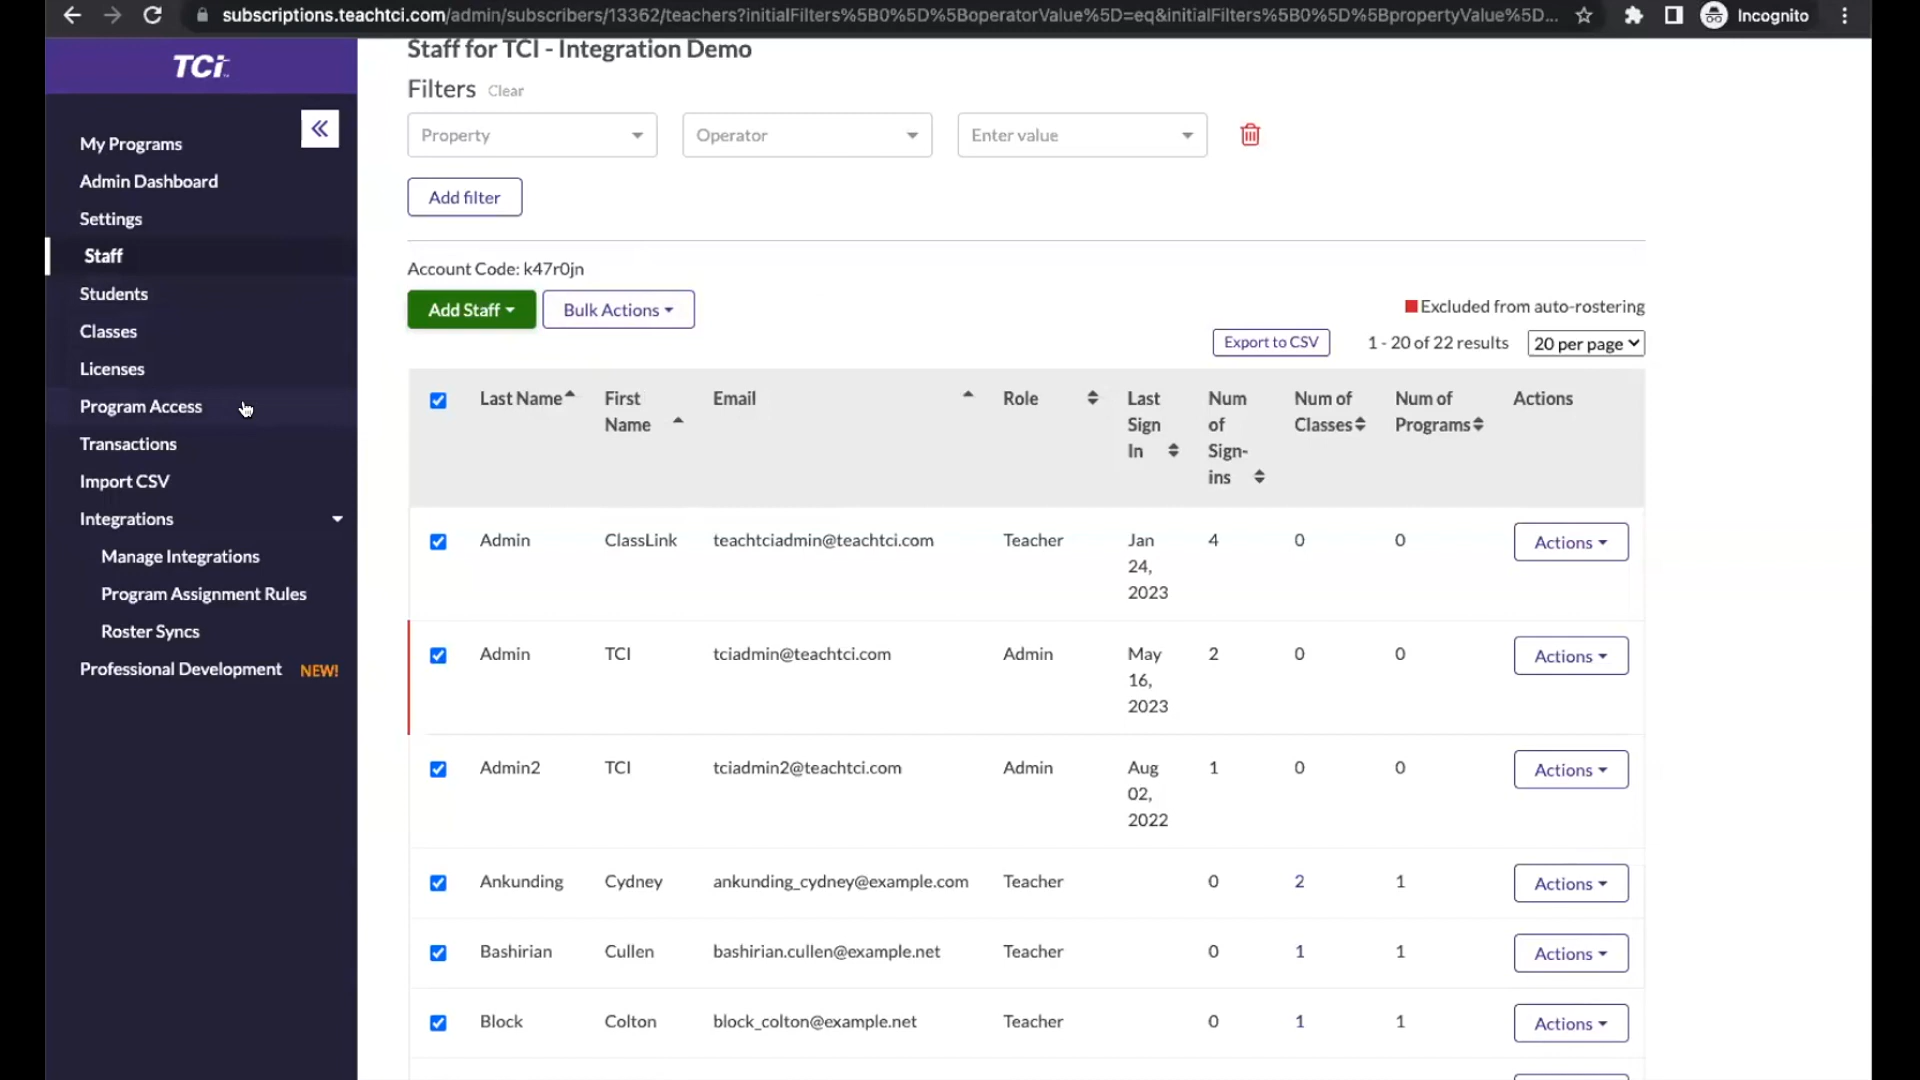 subscriptions.teachtci.com/admin/subscribers/13362/teachers?initialFilters%5B0%5D%5BoperatorValue%5D=eq&initialFilters%5B0%5D%5BpropertyValue%5D...
Incognito
TCi
My Programs
Admin Dashboard
Settings
Staff
Students
Classes
Licenses
Program Access
Transactions
Import CSV
Integrations
Manage Integrations
Program Assignment Rules
Roster Syncs
Professional Development NEW!
Staff for TCI - Integration Demo
Filters Clear
Property Operator Enter value
Add filter
Account Code: k47r0jn
Add Staff Bulk Actions
Excluded from auto-rostering
Export to CSV 1 - 20 of 22 results 20 per page
Last Name First Name Email Role Last Sign In Num of Sign-ins Num of Classes Num of Programs Actions
Admin ClassLink teachtciadmin@teachtci.com Teacher Jan 24, 2023 4 0 0 Actions
Admin TCI tciadmin@teachtci.com Admin May 16, 2023 2 0 0 Actions
Admin2 TCI tciadmin2@teachtci.com Admin Aug 02, 2022 1 0 0 Actions
Ankunding Cydney ankunding_cydney@example.com Teacher 0 2 1 Actions
Bashirian Cullen bashirian.cullen@example.net Teacher 0 1 1 Actions
Block Colton block_colton@example.net Teacher 0 1 1 Actions